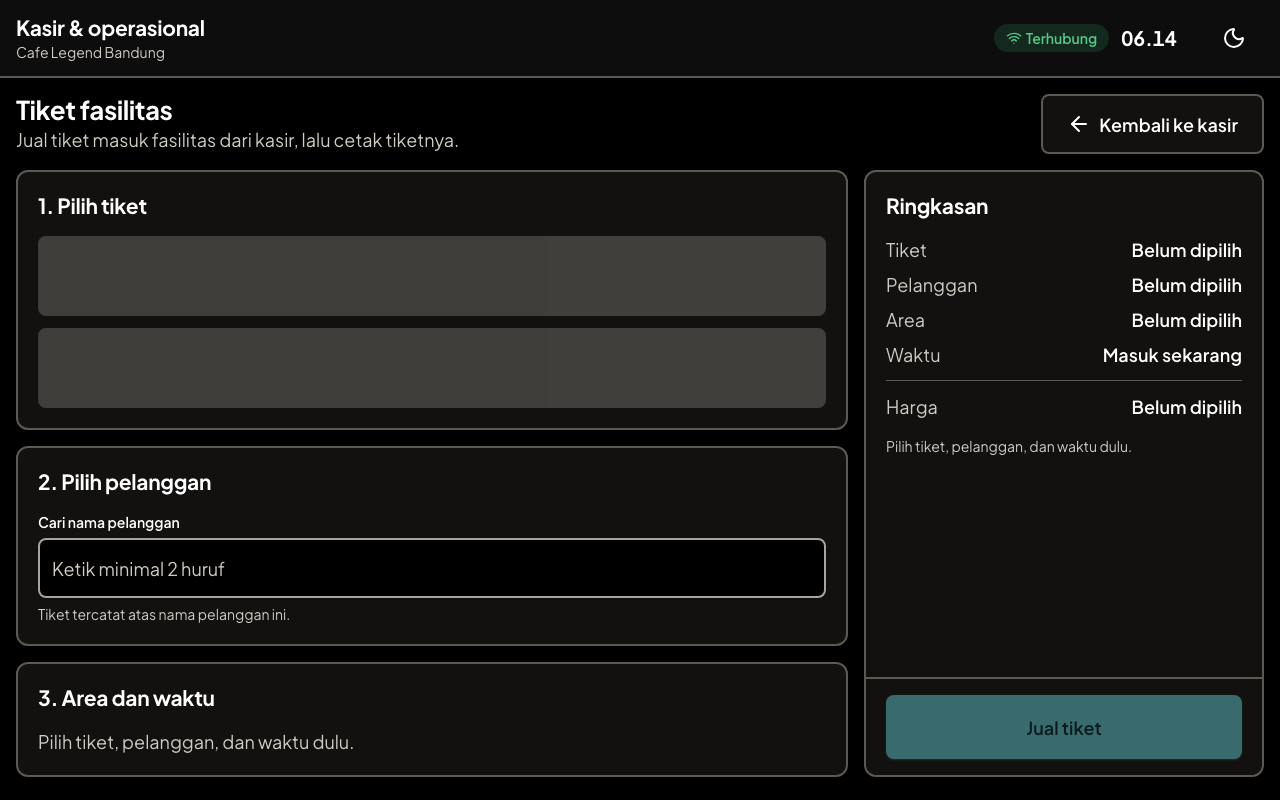 Kasir & operasional
Cafe Legend Bandung
Terhubung
06.14
Tiket fasilitas
Jual tiket masuk fasilitas dari kasir, lalu cetak tiketnya.
Kembali ke kasir
1. Pilih tiket
2. Pilih pelanggan
Cari nama pelanggan
Ketik minimal 2 huruf
Tiket tercatat atas nama pelanggan ini.
3. Area dan waktu
Pilih tiket, pelanggan, dan waktu dulu.
Ringkasan
Tiket Belum dipilih
Pelanggan Belum dipilih
Area Belum dipilih
Waktu Masuk sekarang
Harga Belum dipilih
Pilih tiket, pelanggan, dan waktu dulu.
Jual tiket